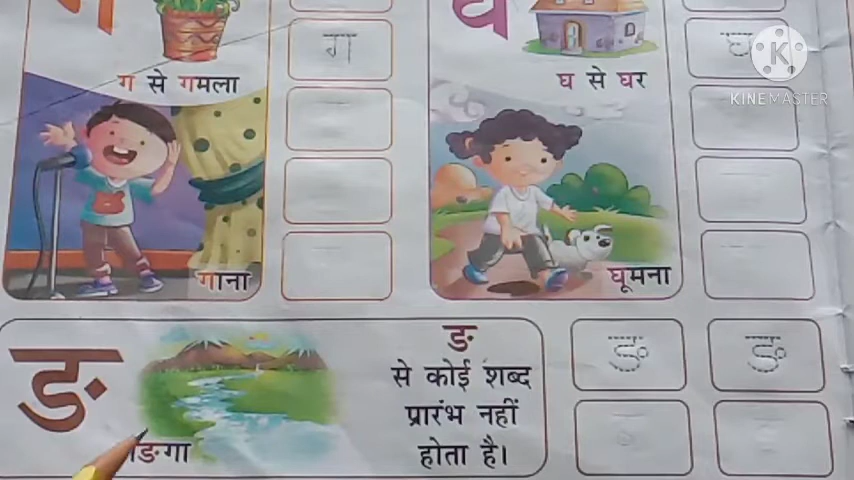 ग
ग
ग से गमला
घ
घ
घ से घर
K
KINEMASTER
गाना
घूमना
ङ
ङ
से कोई शब्द
प्रारंभ नहीं
होता है।
ङ ङ